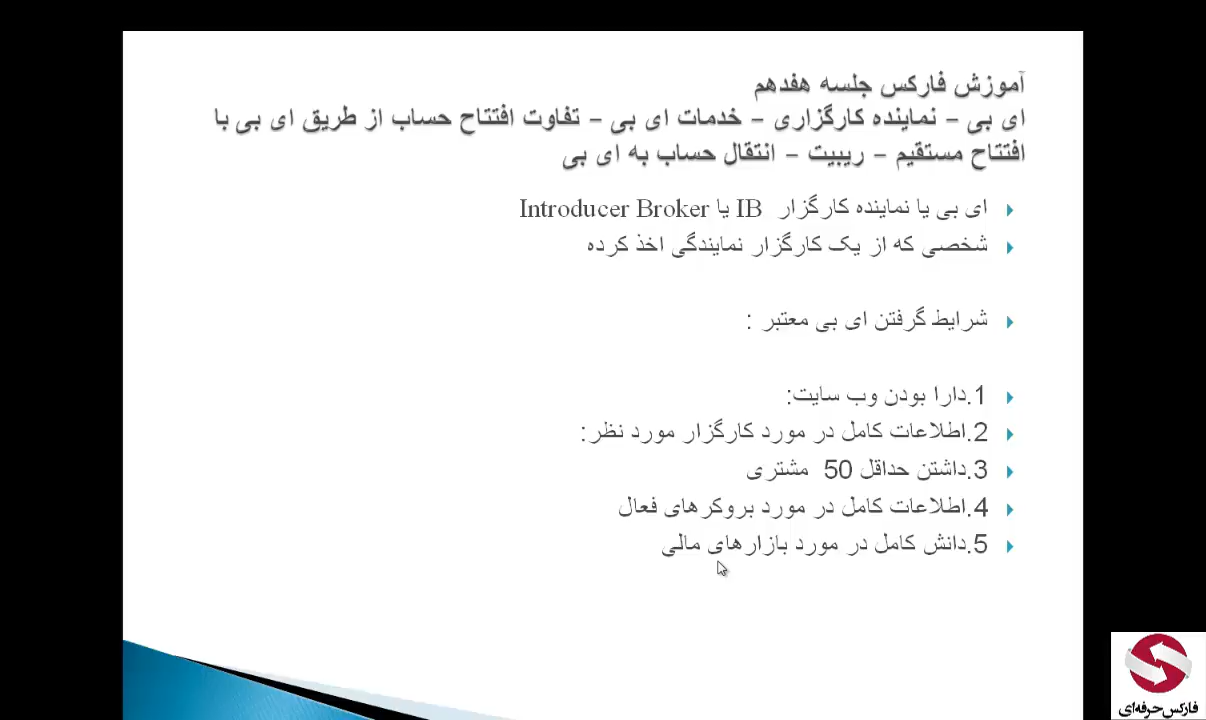 آموزش فارکس جلسه هفدهم
ای بی – نماینده کارگزاری – خدمات ای بی – تفاوت افتتاح حساب از طریق ای بی با
افتتاح مستقیم – ریبیت – انتقال حساب به ای بی
ای بی یا نماینده کارگزار IB یا Introducer Broker
شخصی که از یک کارگزار نمایندگی اخذ کرده
شرایط گرفتن ای بی معتبر :
1.دارا بودن وب سایت:
2.اطلاعات کامل در مورد کارگزار مورد نظر:
3.داشتن حداقل 50 مشتری
4.اطلاعات کامل در مورد بروکرهای فعال
5.دانش کامل در مورد بازارهای مالی
فارکس‌حرفه‌ای